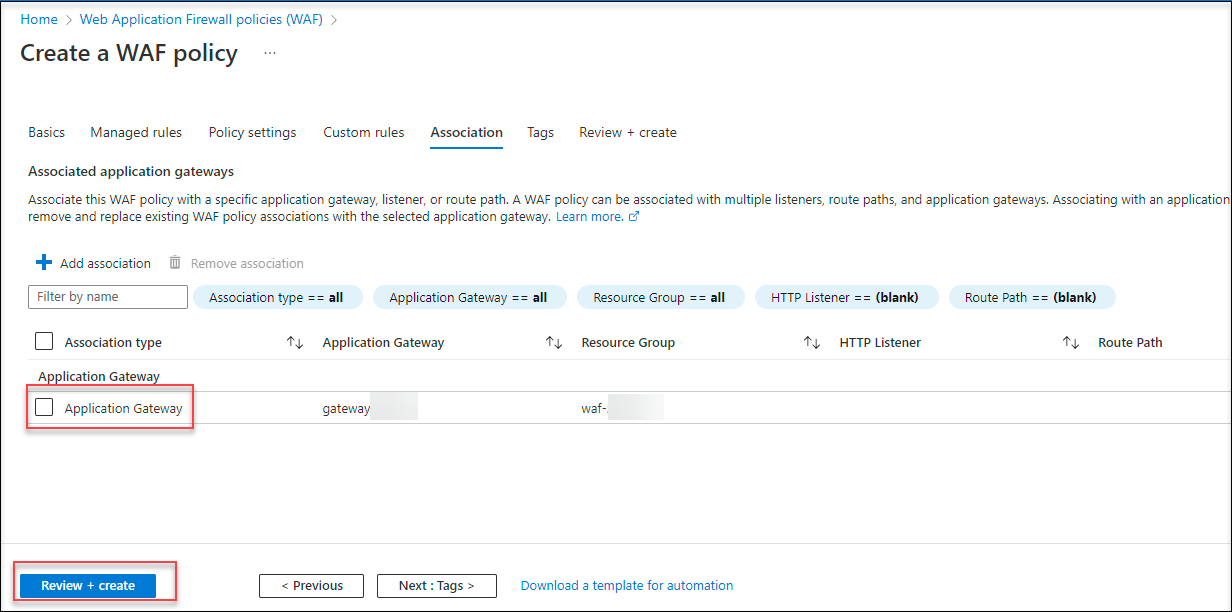 Home > Web Application Firewall policies (WAF) >
Create a WAF policy ...
Basics Managed rules Policy settings Custom rules Association Tags Review + create
Associated application gateways
Associate this WAF policy with a specific application gateway, listener, or route path. A WAF policy can be associated with multiple listeners, route paths, and application gateways. Associating with an application
remove and replace existing WAF policy associations with the selected application gateway. Learn more.
Add association Remove association
Filter by name Association type == all Application Gateway == all Resource Group == all HTTP Listener == (blank) Route Path == (blank)
Association type Application Gateway Resource Group HTTP Listener Route Path
Application Gateway
Application Gateway gateway waf-
Review + create < Previous Next : Tags > Download a template for automation